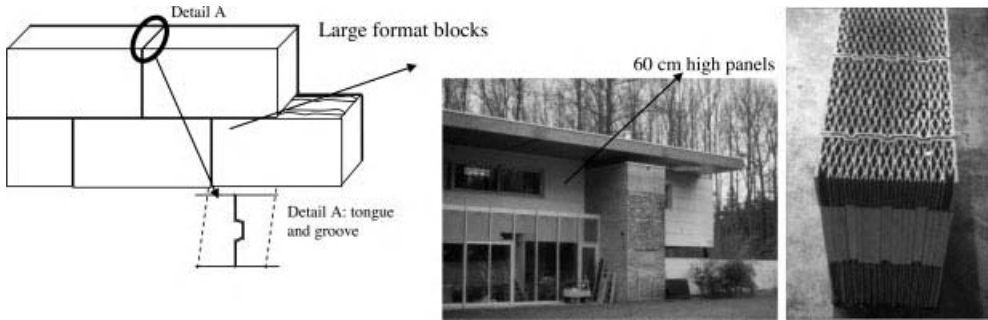 Detail A
Large format blocks
60 cm high panels
Detail A: tongue
and groove